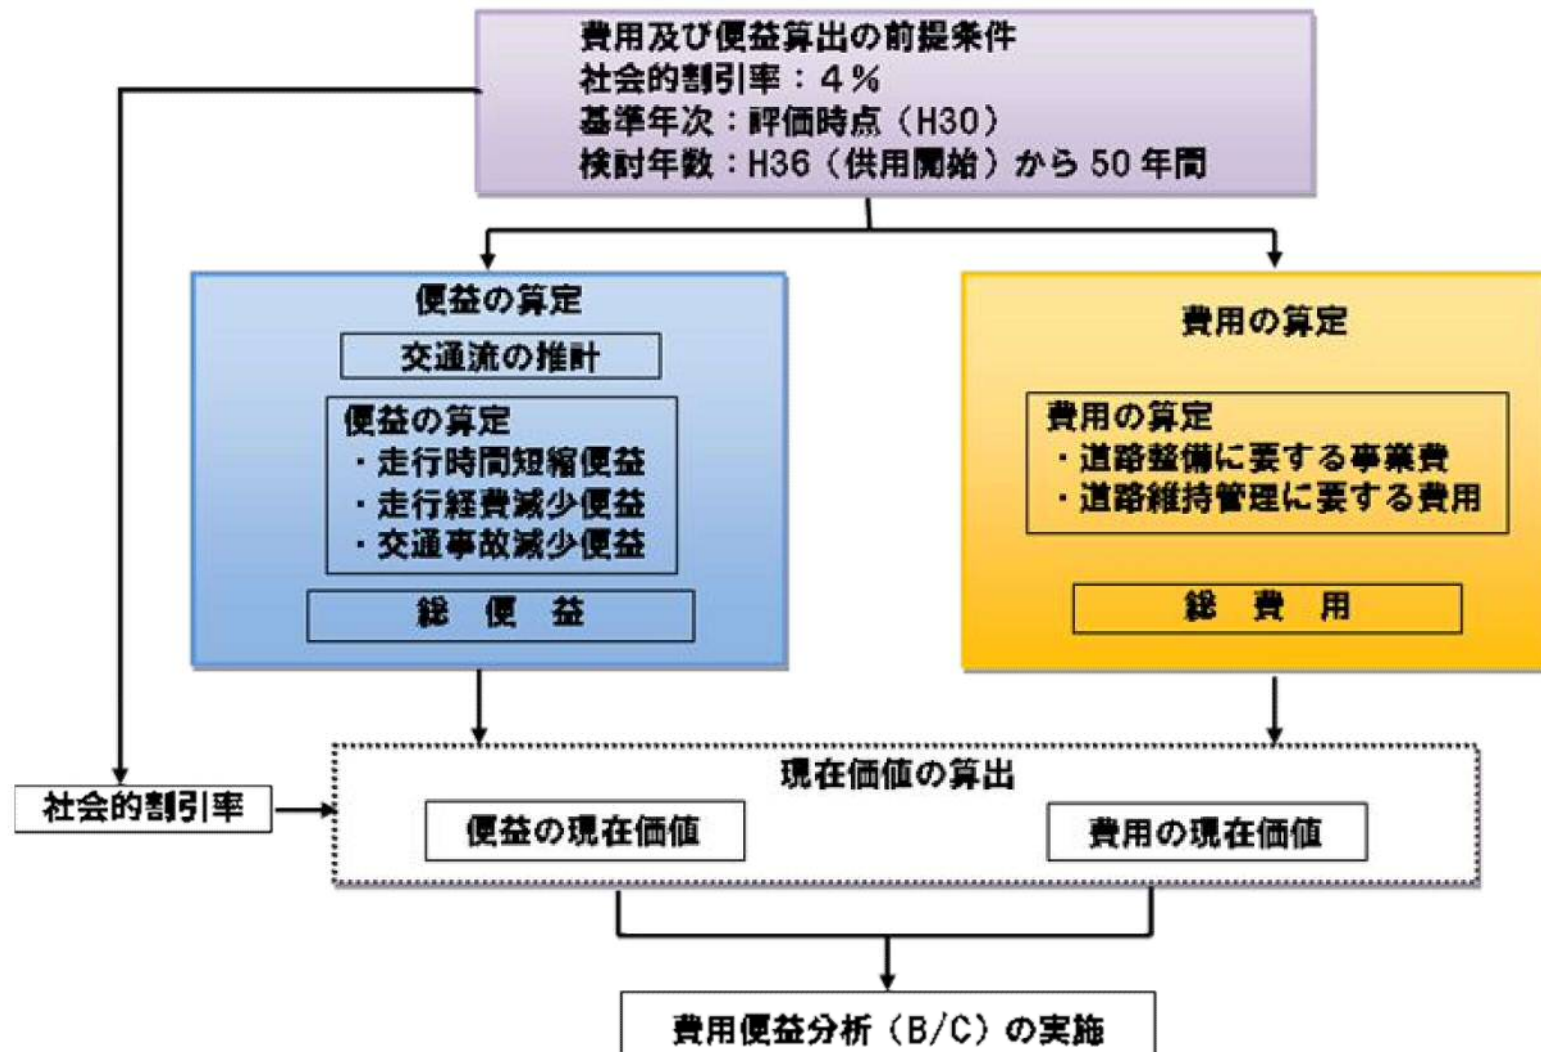 費用及び便益算出の前提条件
社会的割引率：４％
基準年次：評価時点（H30）
検討年数：H36（供用開始）から 50 年間
便益の算定
交通流の推計
便益の算定
・走行時間短縮便益
・走行経費減少便益
・交通事故減少便益
総　便　益
費用の算定
費用の算定
・道路整備に要する事業費
・道路維持管理に要する費用
総　費　用
社会的割引率
現在価値の算出
便益の現在価値
費用の現在価値
費用便益分析（B/C）の実施